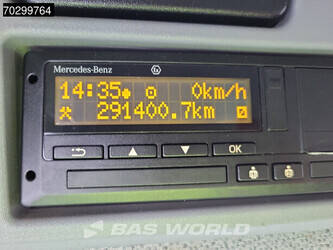 70299764
Mercedes-Benz
14:35 0km/h
291400.7km
OK
BAS WORLD